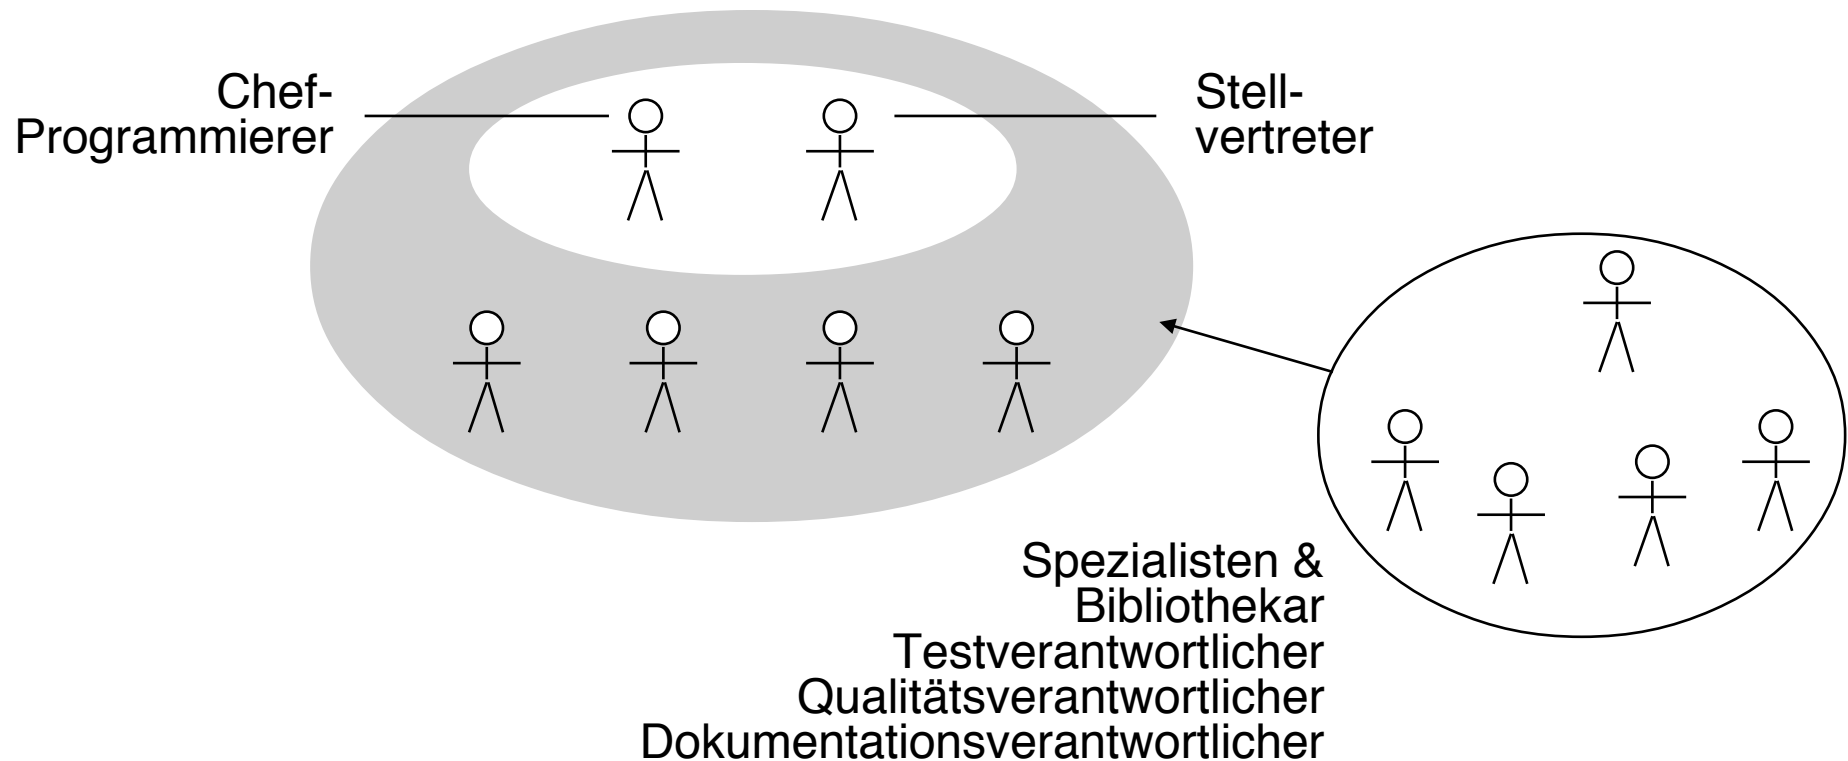 Chef-
Programmierer
Stell-
vertreter
Spezialisten &
Bibliothekar
Testverantwortlicher
Qualitätsverantwortlicher
Dokumentationsverantwortlicher